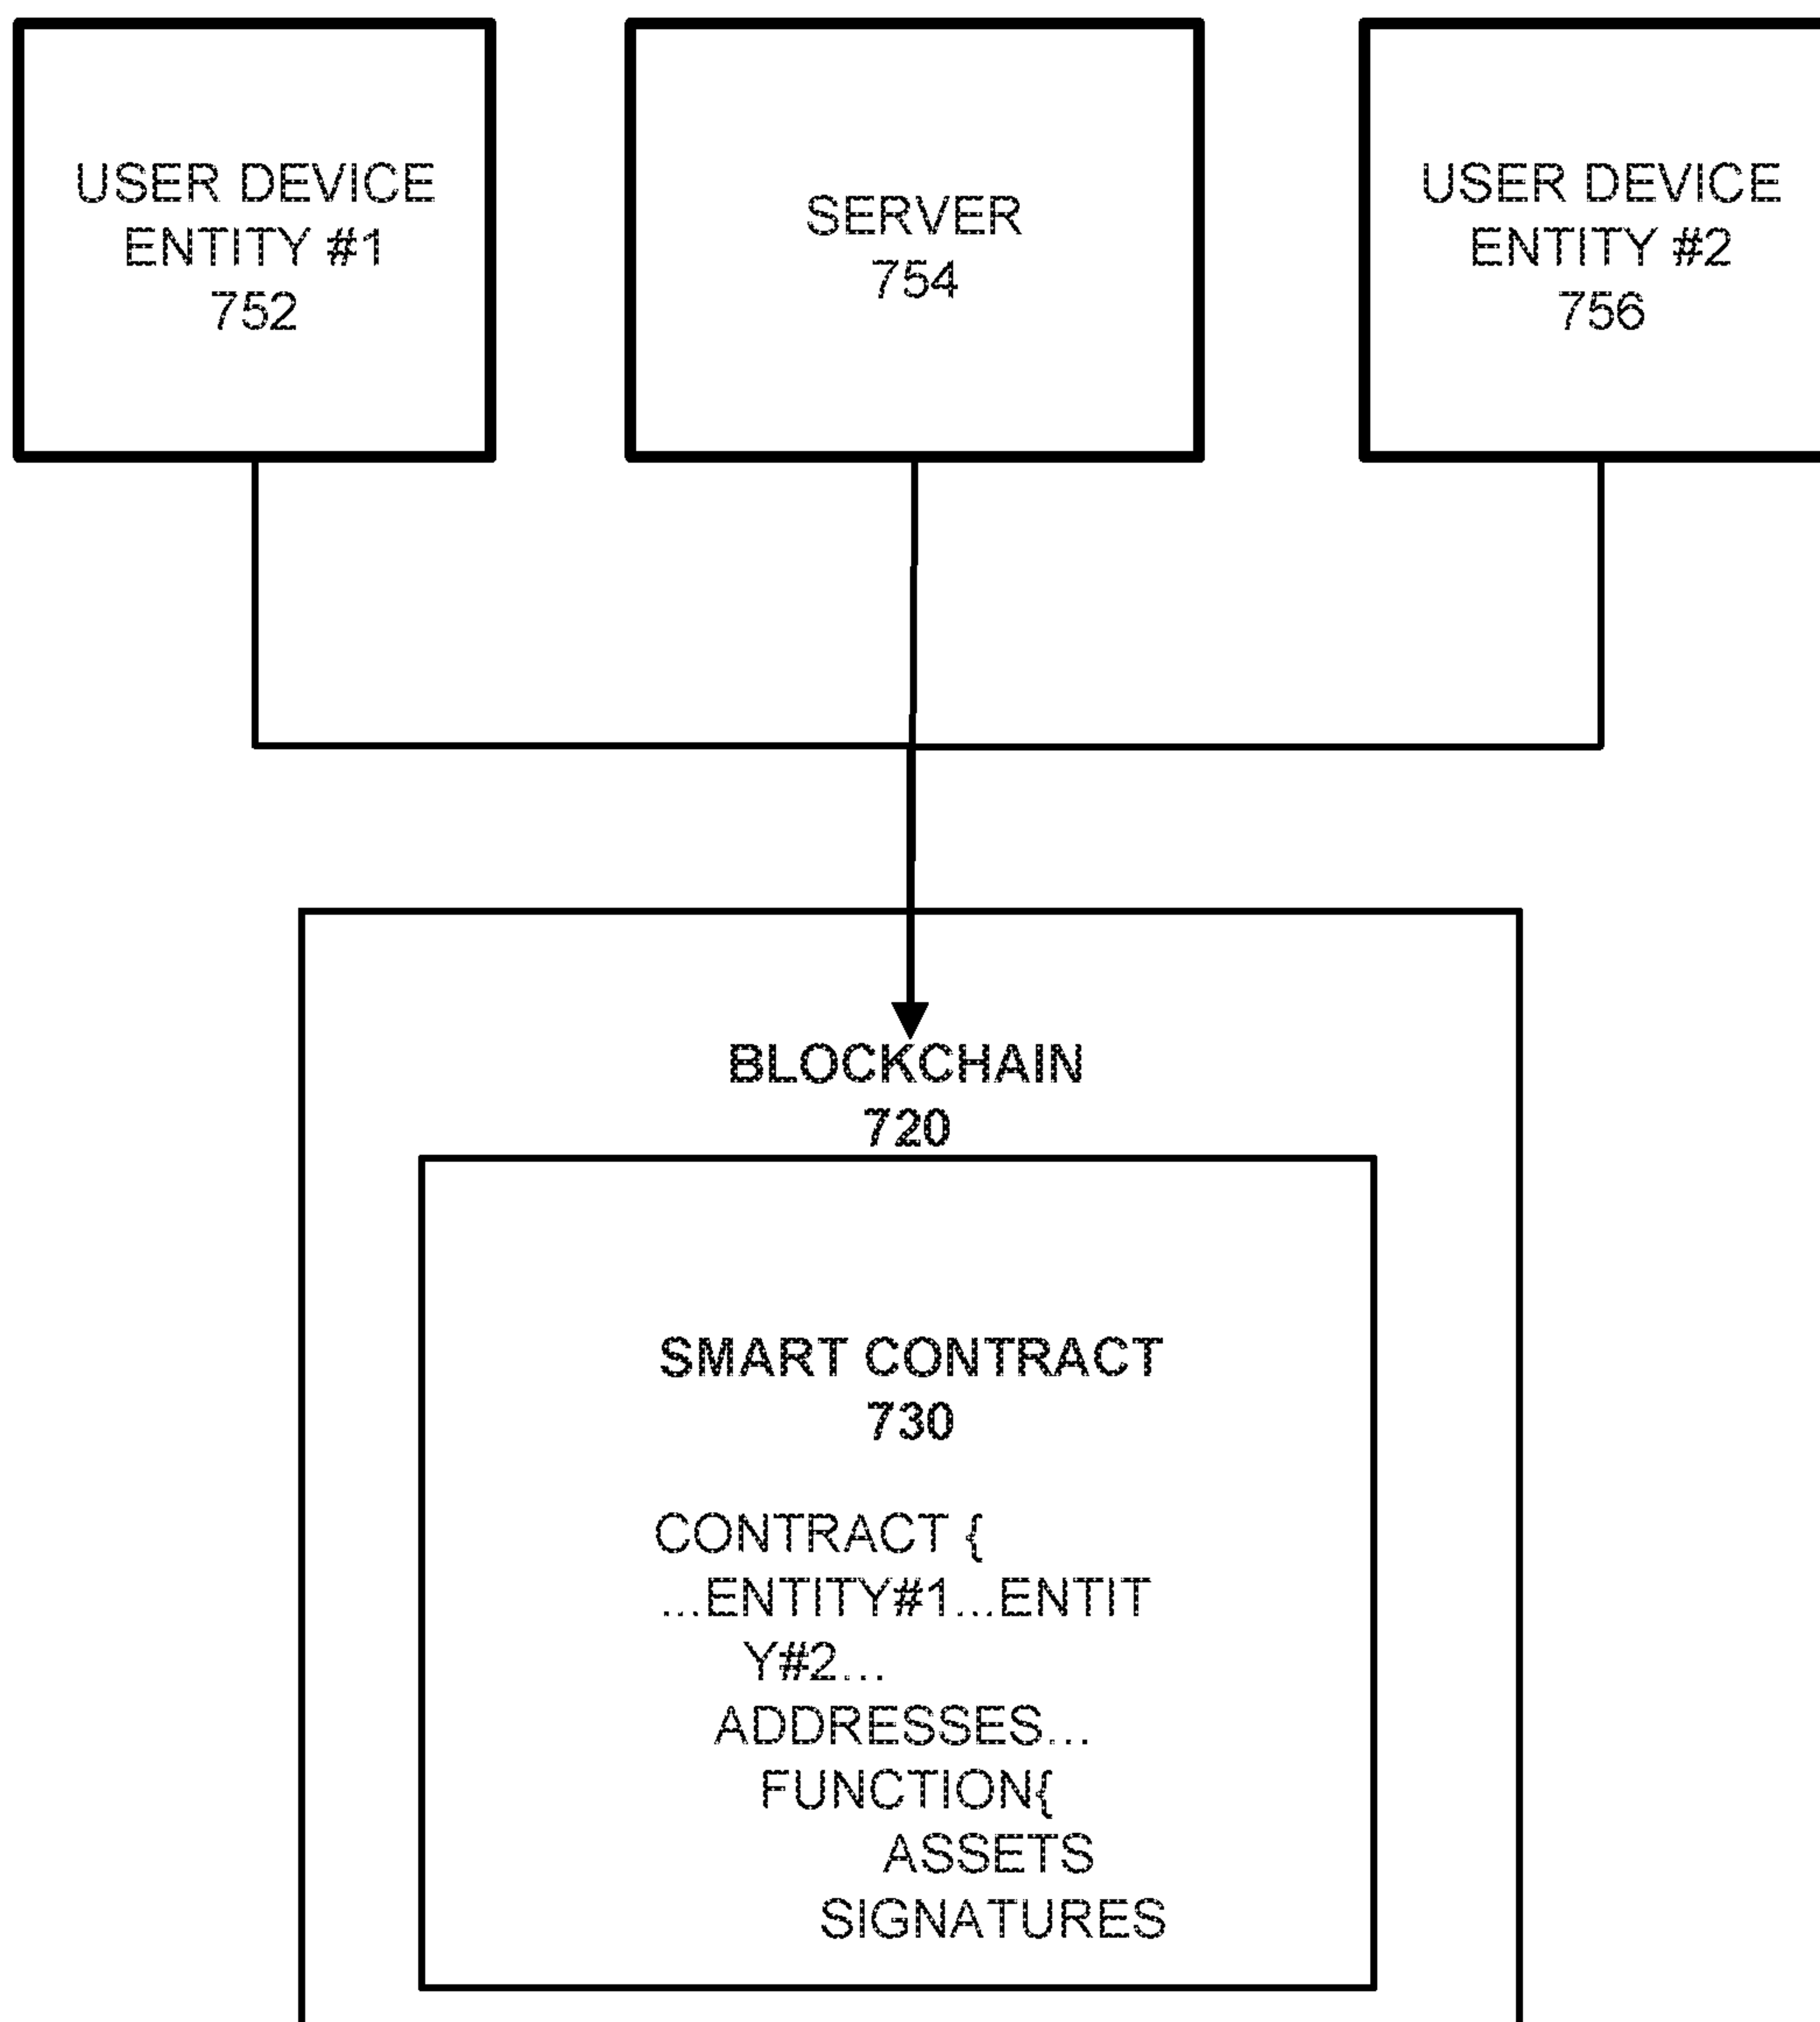 USER DEVICE
ENTITY #1
752
SERVER
754
USER DEVICE
ENTITY #2
756
BLOCKCHAIN
720
SMART CONTRACT
730
CONTRACT {
...ENTITY#1...ENTIT
Y#2...
ADDRESSES...
FUNCTION{
ASSETS
SIGNATURES